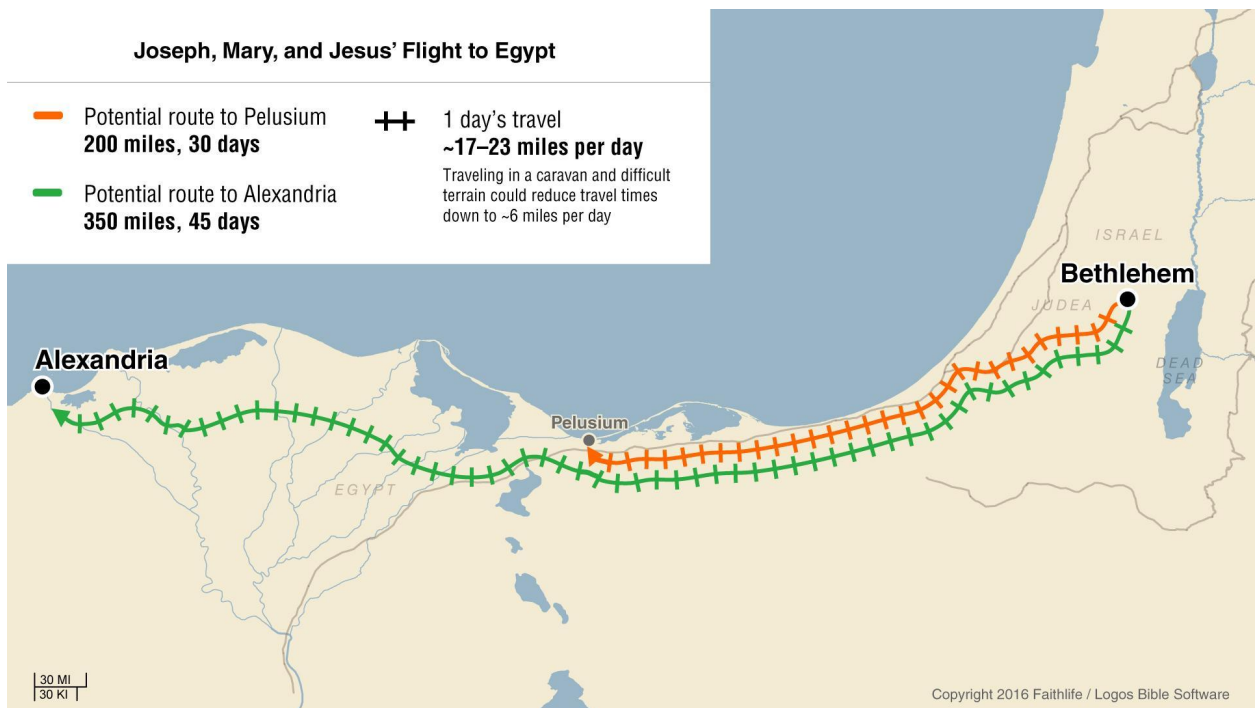 Joseph, Mary, and Jesus' Flight to Egypt
Potential route to Pelusium
200 miles, 30 days
Potential route to Alexandria
350 miles, 45 days
1 day's travel
~17–23 miles per day
Traveling in a caravan and difficult
terrain could reduce travel times
down to ~6 miles per day
ISRAEL
Bethlehem
JUDEA
DEAD
SEA
Alexandria
Pelusium
EGYPT
30 MI
30 KI
Copyright 2016 Faithlife / Logos Bible Software